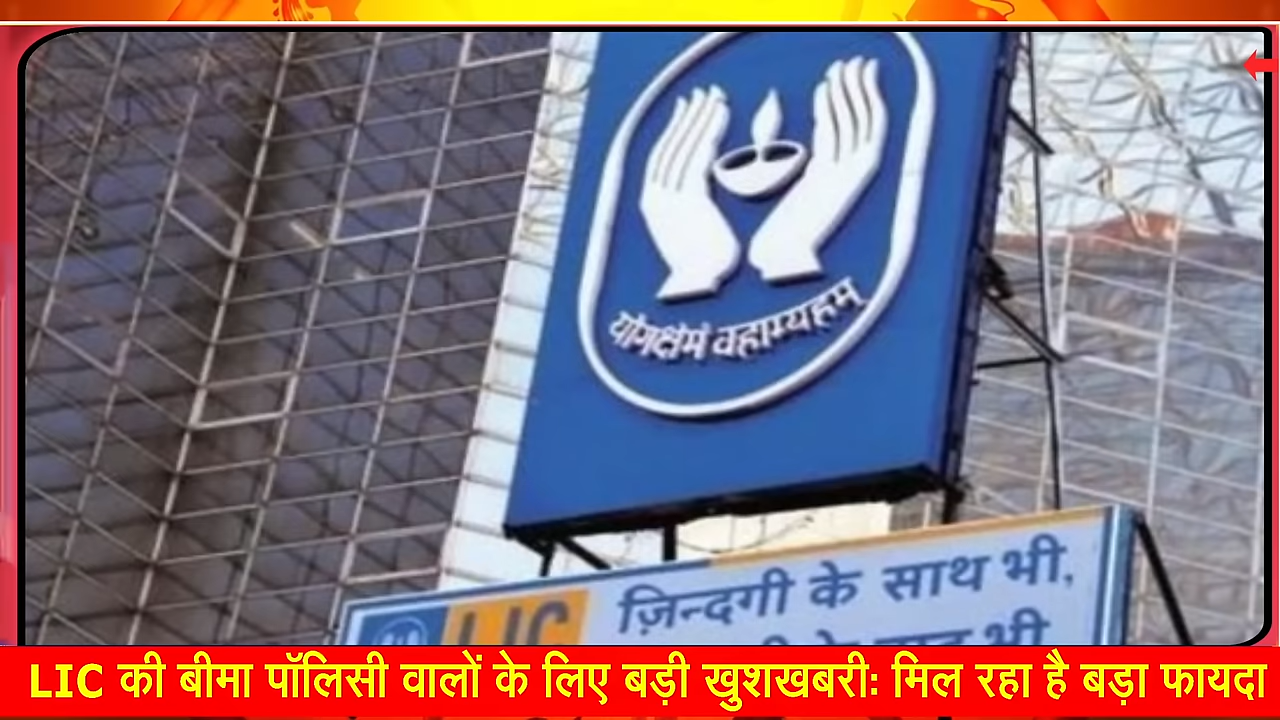 योगक्षेमं वहाम्यहम्
LIC
ज़िन्दगी के साथ भी,
के बाद भी
LIC की बीमा पॉलिसी वालों के लिए बड़ी खुशखबरीः मिल रहा है बड़ा फायदा